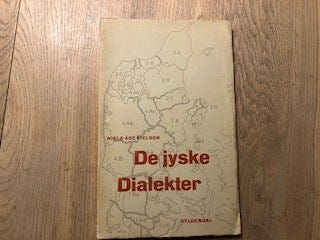 NIELS ÅGE NIELSEN
De jyske
Dialekter
GYLDENDAL